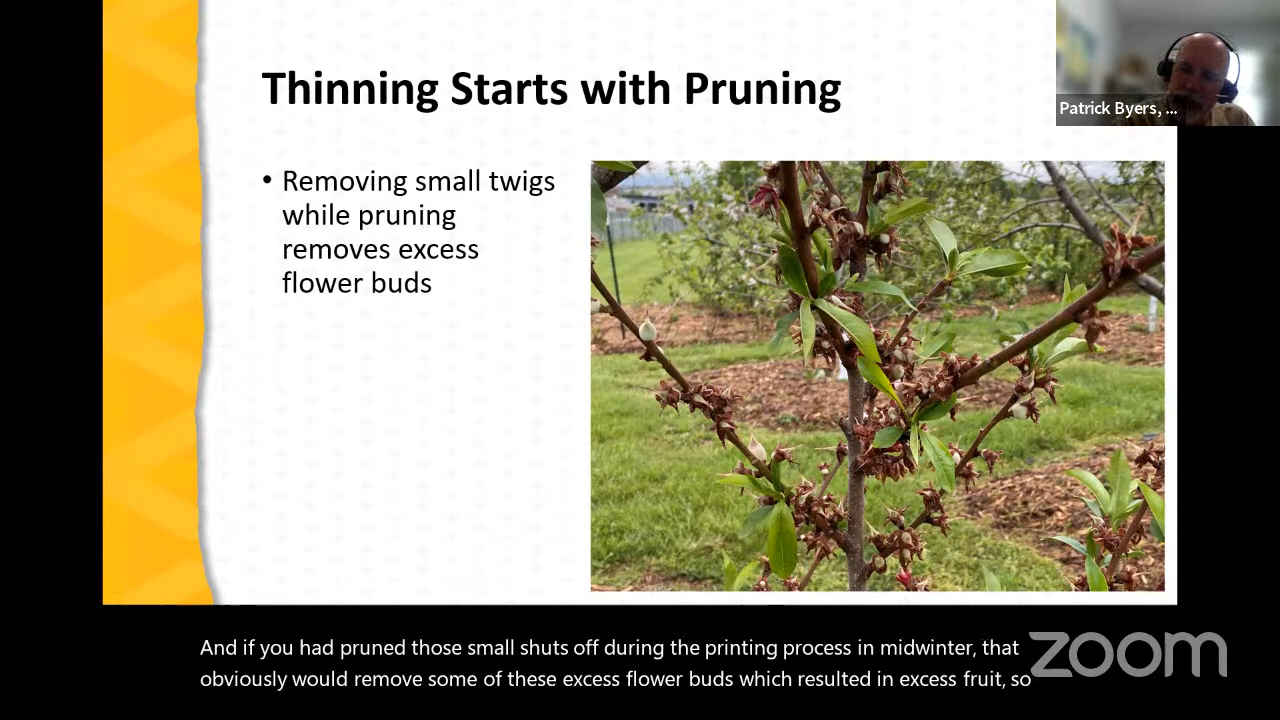 Thinning Starts with Pruning
Patrick Byers, ...
• Removing small twigs
while pruning
removes excess
flower buds
And if you had pruned those small shuts off during the printing process in midwinter, that
obviously would remove some of these excess flower buds which resulted in excess fruit, so
zoom